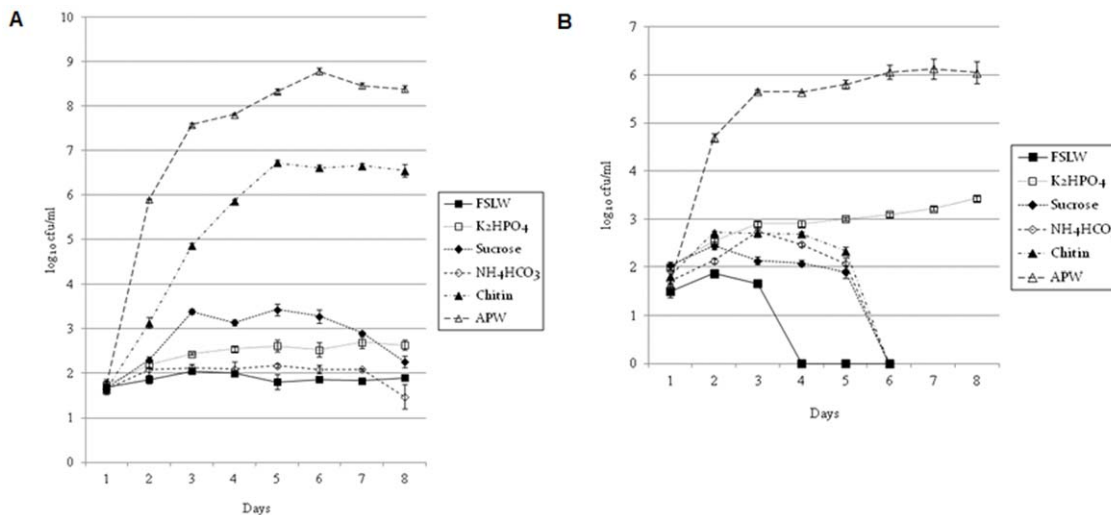 A
10
9
8
7
6
5
4
3
2
1
0
log10 cfu/ml
1 2 3 4 5 6 7 8
Days
FSLW
K2HPO4
Sucrose
NH4HCO3
Chitin
APW
B
7
6
5
4
3
2
1
0
log10 cfu/ml
1 2 3 4 5 6 7 8
Days
FSLW
K2HPO4
Sucrose
NH4HCO
Chitin
APW